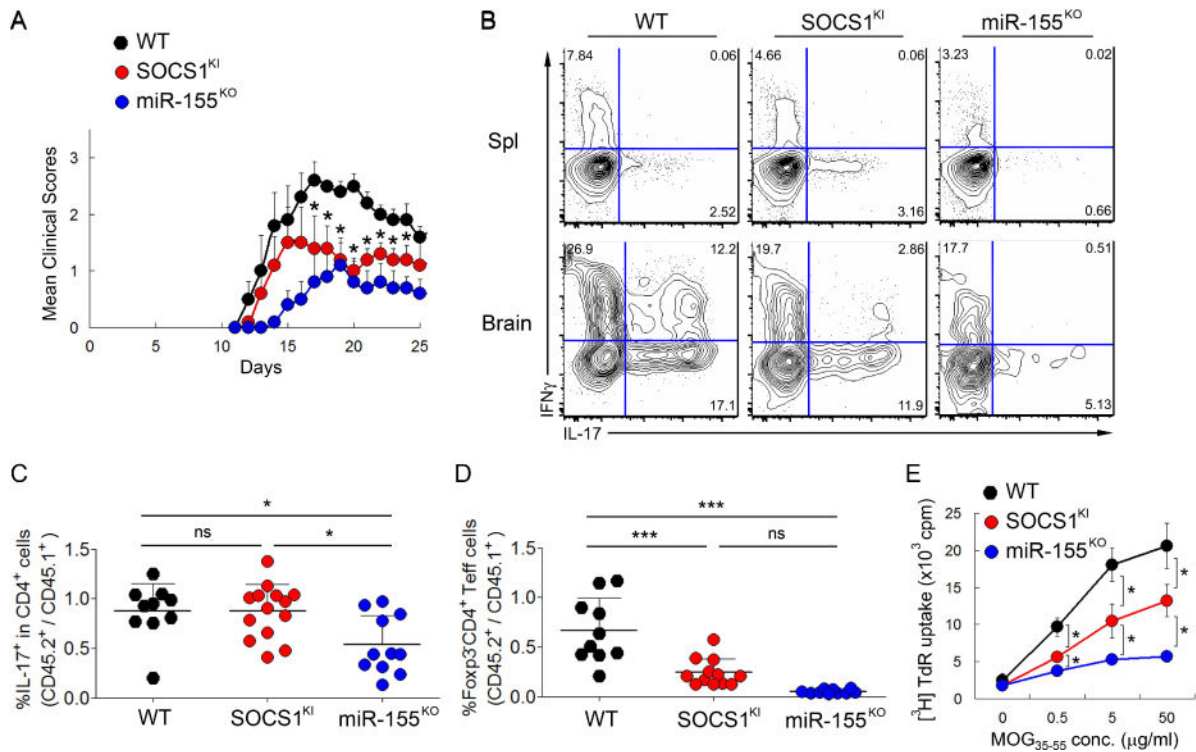 A
WT
SOCS1KI
miR-155KO
Mean Clinical Scores
3
2
1
0
0 5 10 15 20 25
Days
* * * * * * * *
B
WT SOCS1KI miR-155KO
Spl
7.84 0.06 4.66 0.06 3.23 0.02
2.52 3.16 0.66
Brain
26.9 12.2 19.7 2.86 17.7 0.51
17.1 11.9 5.13
IFNγ
IL-17
C
%IL-17+ in CD4+ cells
(CD45.2+ / CD45.1+)
*
ns *
1.5
1.0
0.5
0.0
WT SOCS1KI miR-155KO
D
%Foxp3-CD4+ Teff cells
(CD45.2+ / CD45.1+)
***
*** ns
1.5
1.0
0.5
0.0
WT SOCS1KI miR-155KO
E
WT
SOCS1KI
miR-155KO
[3H] TdR uptake (x103 cpm)
25
20
15
10
5
0
* * * * * *
0 0.5 5 50
MOG35-55 conc. (μg/ml)